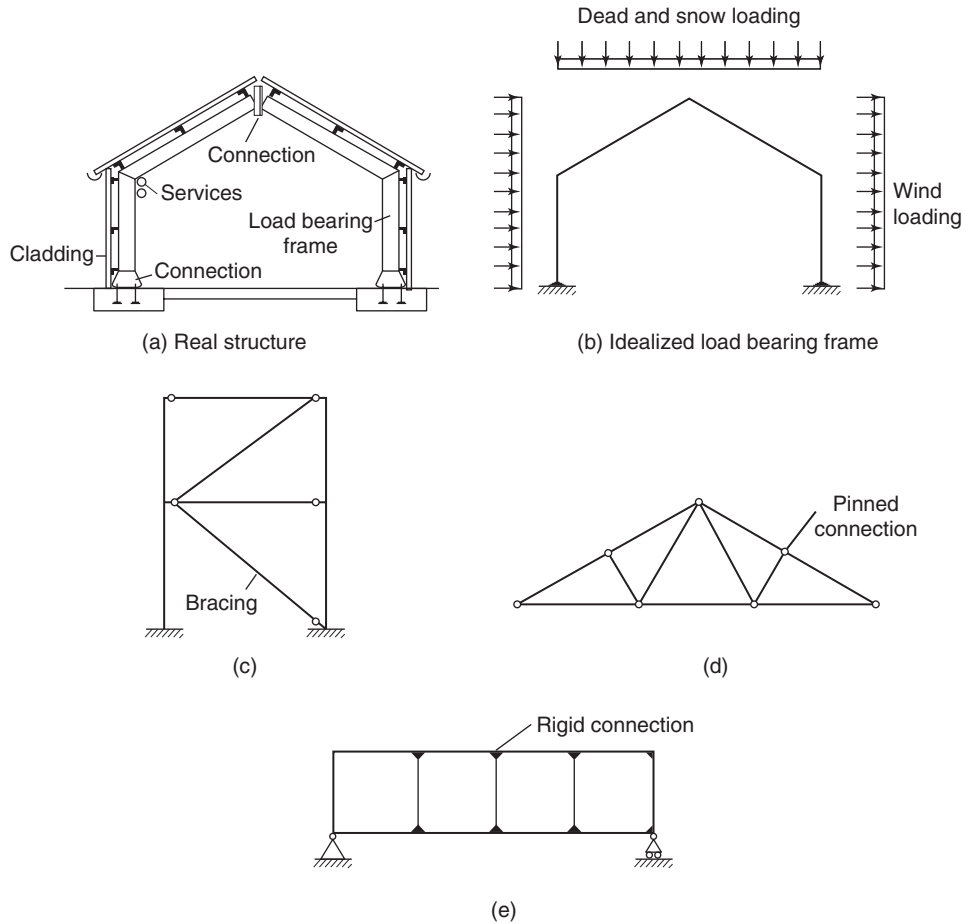 Dead and snow loading
Connection
Services
Load bearing
frame
Cladding
Connection
Wind
loading
(a) Real structure
(b) Idealized load bearing frame
Pinned
connection
Bracing
(c)
(d)
Rigid connection
(e)